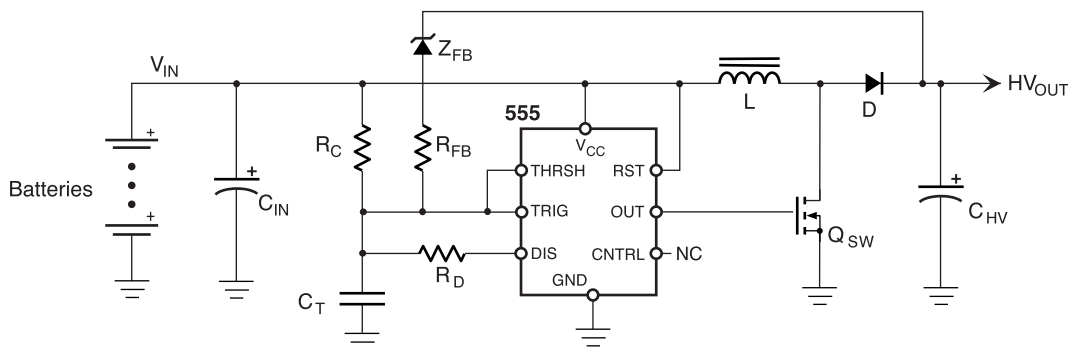 Z_FB
V_IN
HV_OUT
L
D
555
R_C
R_FB
V_CC
THRSH
RST
Batteries
+
+
C_IN
+
TRIG
OUT
Q_SW
C_HV
+
DIS
CNTRL
NC
R_D
GND
C_T